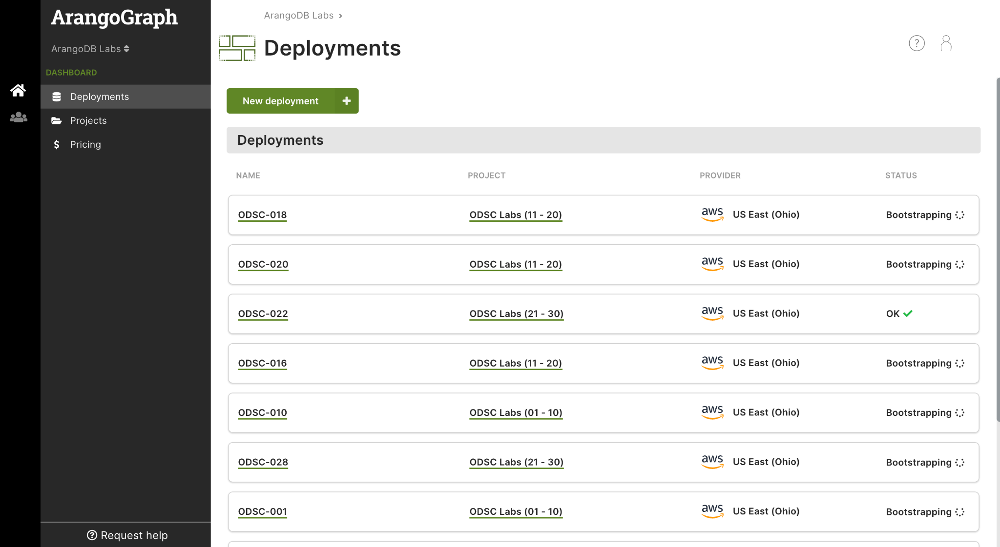 ArangoGraph
ArangoDB Labs
DASHBOARD
Deployments
Projects
Pricing
Request help
ArangoDB Labs ›
Deployments
?
New deployment +
Deployments
NAME PROJECT PROVIDER STATUS
ODSC-018 ODSC Labs (11 - 20) aws US East (Ohio) Bootstrapping
ODSC-020 ODSC Labs (11 - 20) aws US East (Ohio) Bootstrapping
ODSC-022 ODSC Labs (21 - 30) aws US East (Ohio) OK
ODSC-016 ODSC Labs (11 - 20) aws US East (Ohio) Bootstrapping
ODSC-010 ODSC Labs (01 - 10) aws US East (Ohio) Bootstrapping
ODSC-028 ODSC Labs (21 - 30) aws US East (Ohio) Bootstrapping
ODSC-001 ODSC Labs (01 - 10) aws US East (Ohio) Bootstrapping